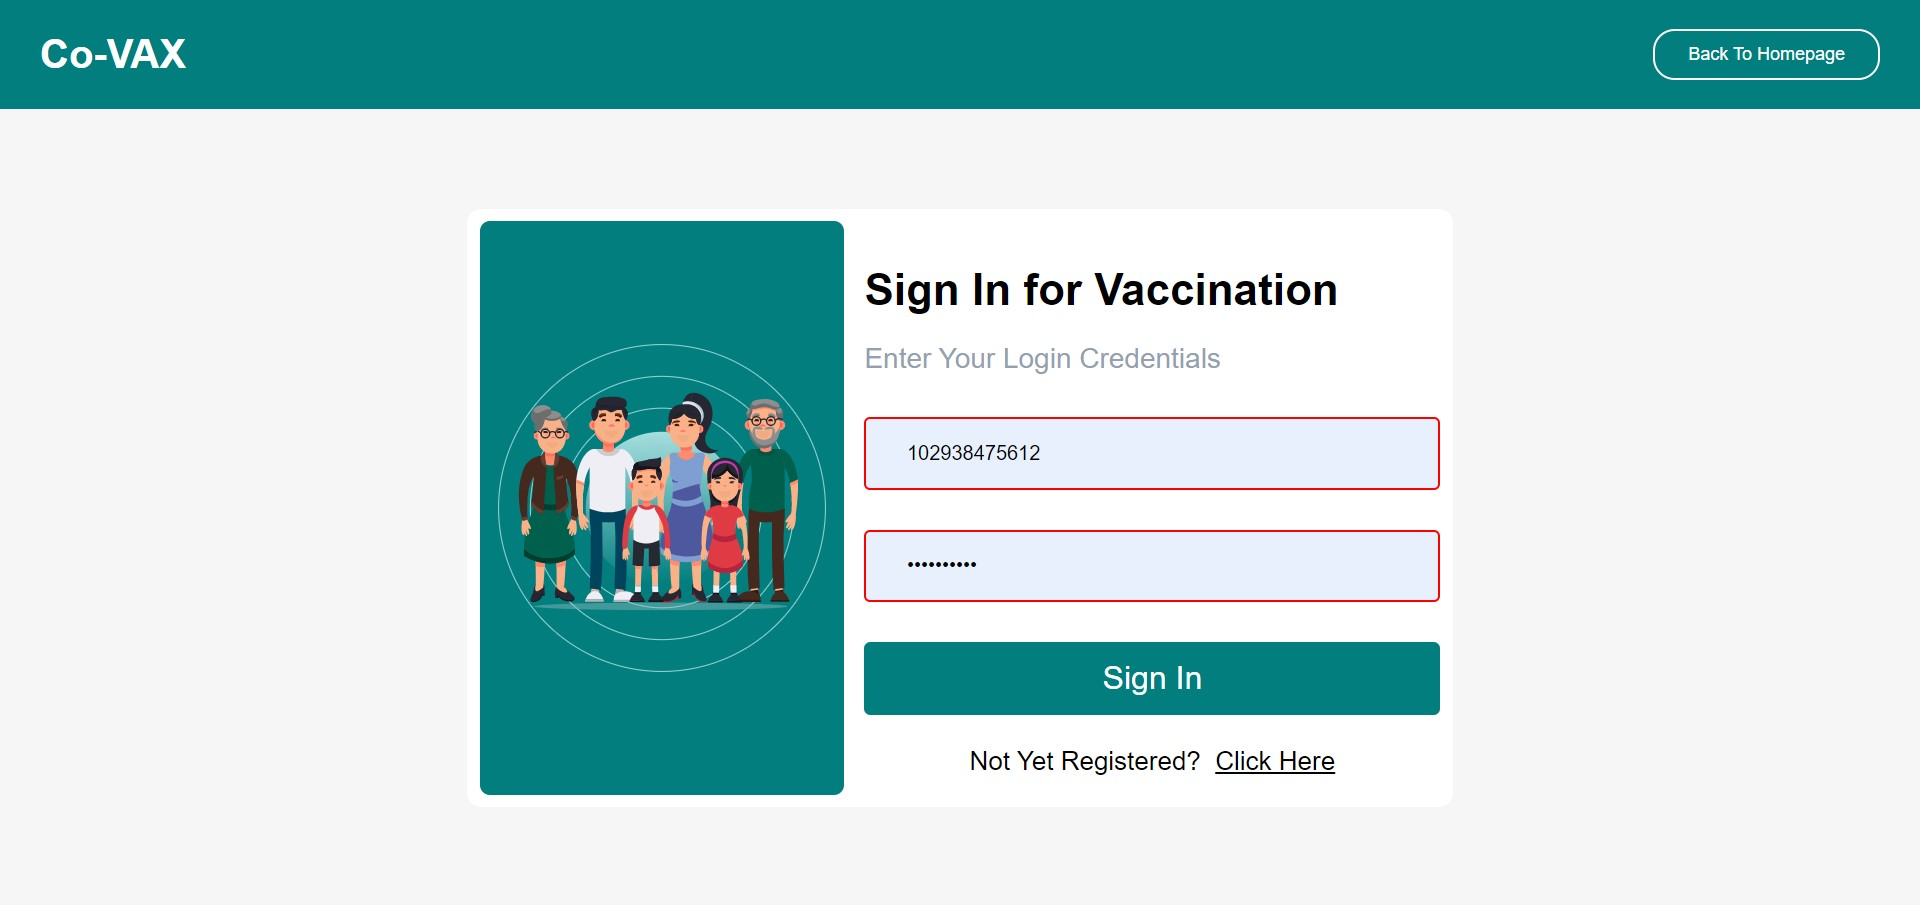 Co-VAX
Back To Homepage
Sign In for Vaccination
Enter Your Login Credentials
102938475612
••••••••••
Sign In
Not Yet Registered? Click Here